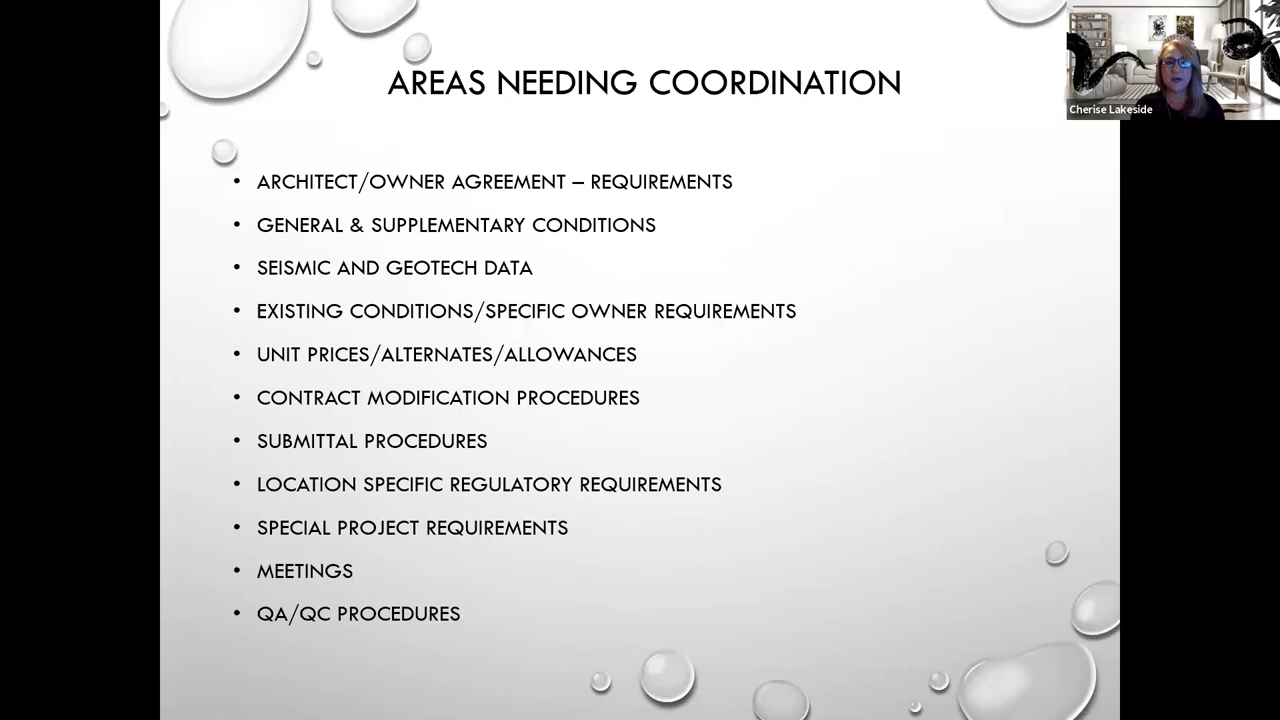 AREAS NEEDING COORDINATION
Cherise Lakeside
• ARCHITECT/OWNER AGREEMENT – REQUIREMENTS
• GENERAL & SUPPLEMENTARY CONDITIONS
• SEISMIC AND GEOTECH DATA
• EXISTING CONDITIONS/SPECIFIC OWNER REQUIREMENTS
• UNIT PRICES/ALTERNATES/ALLOWANCES
• CONTRACT MODIFICATION PROCEDURES
• SUBMITTAL PROCEDURES
• LOCATION SPECIFIC REGULATORY REQUIREMENTS
• SPECIAL PROJECT REQUIREMENTS
• MEETINGS
• QA/QC PROCEDURES